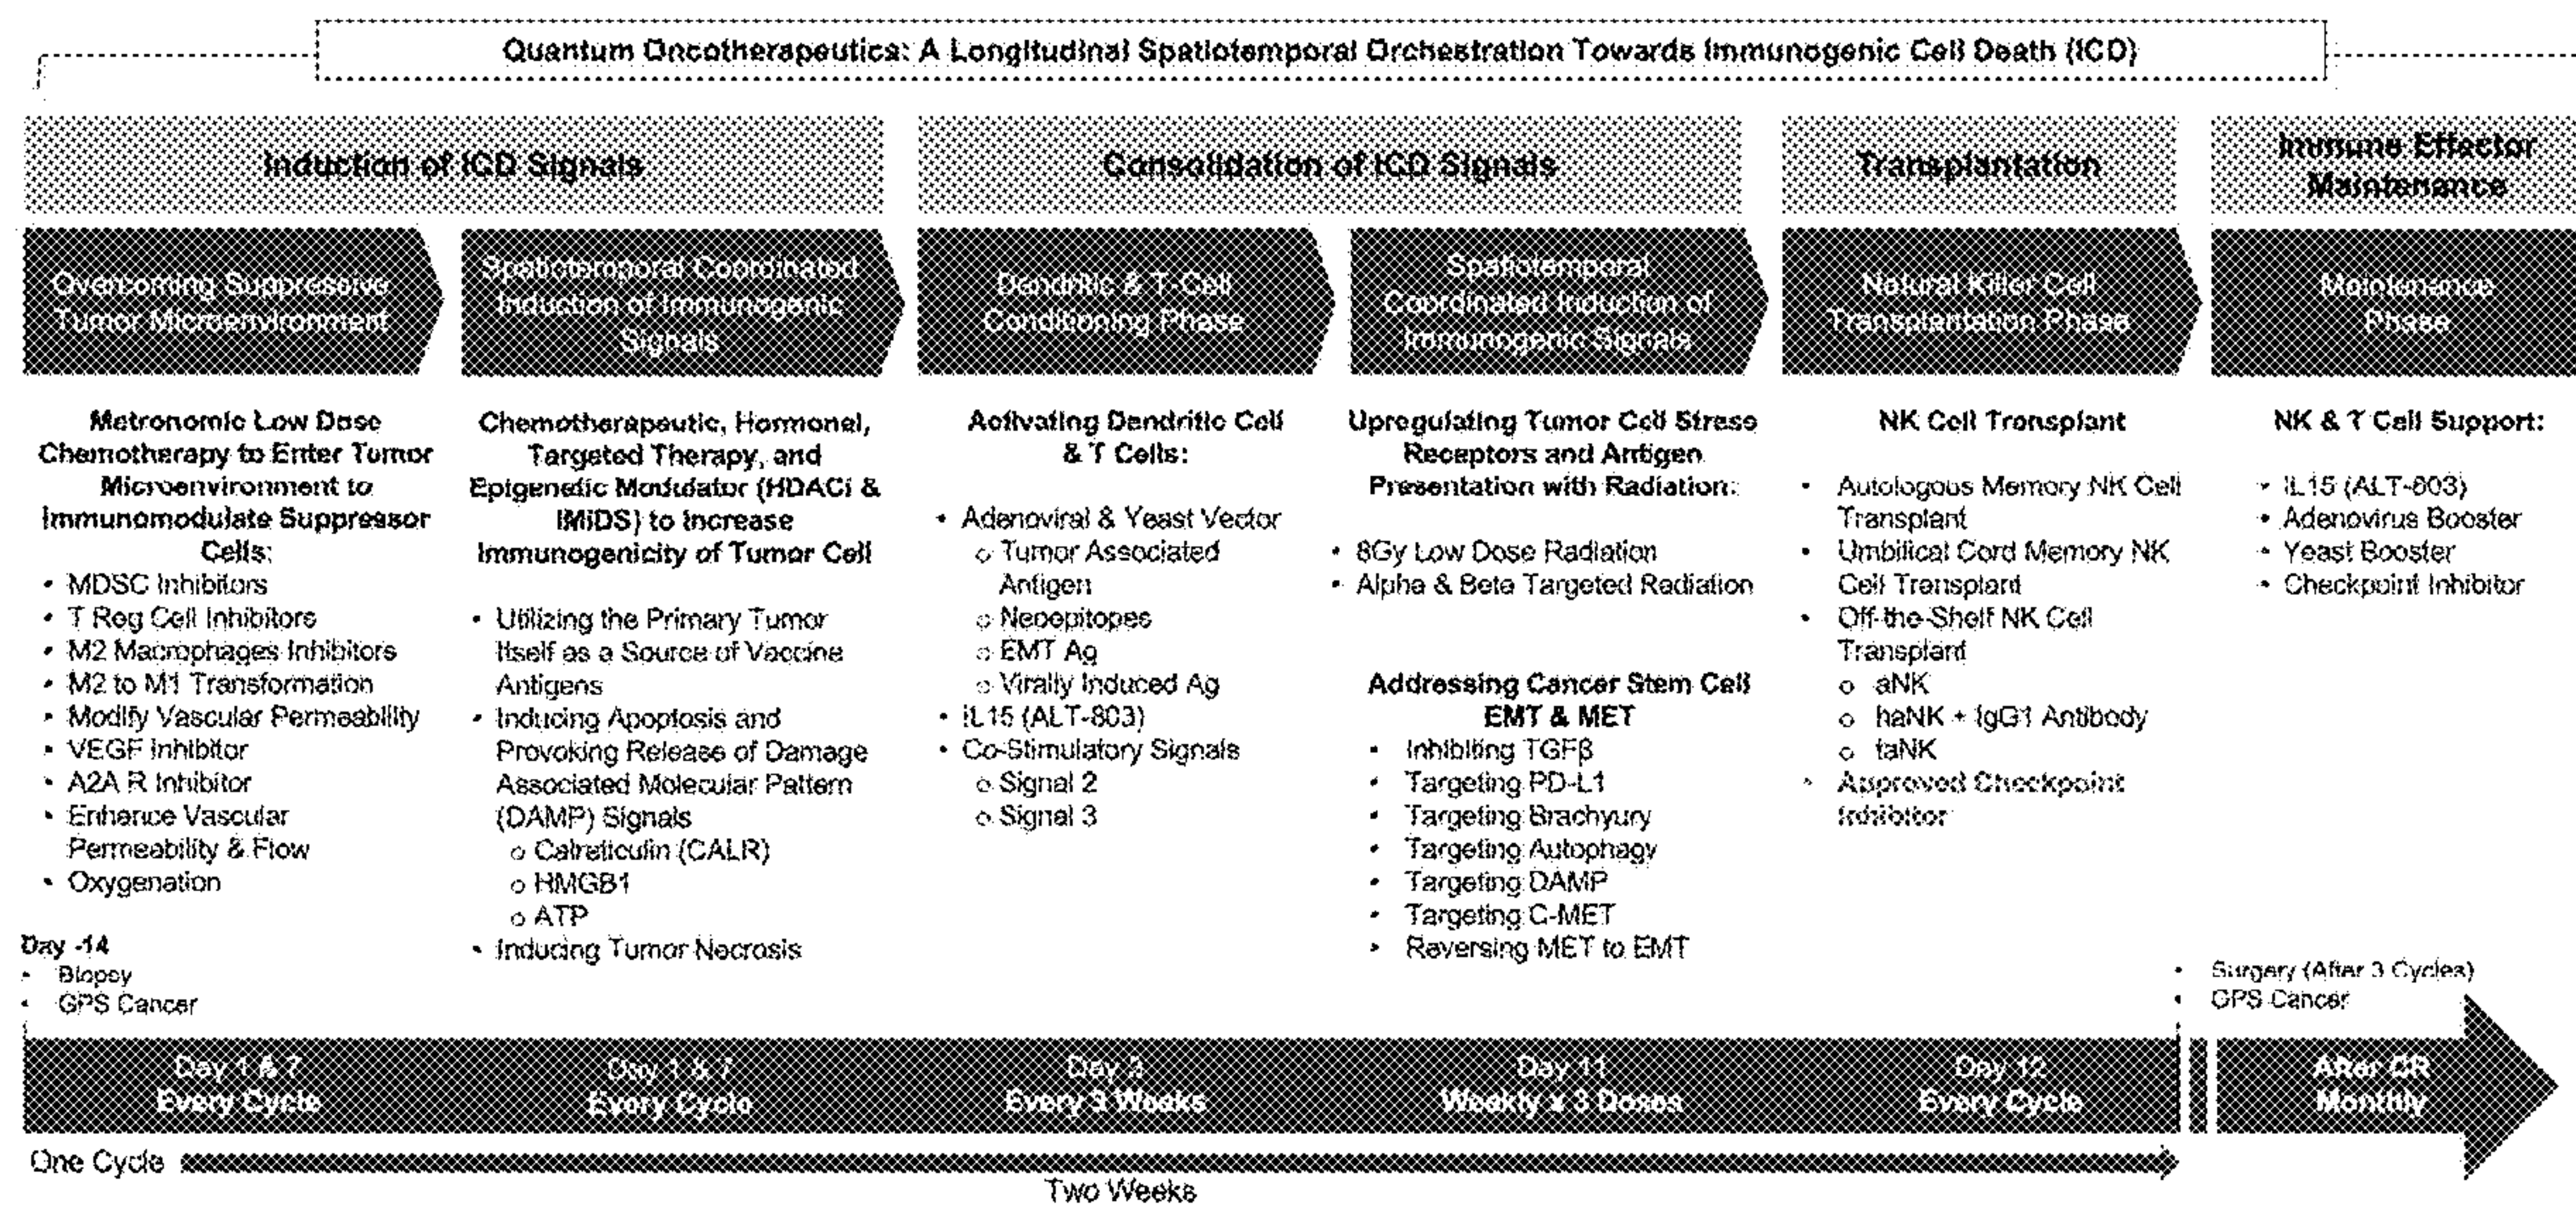 Quantum Oncotherapeutics: A Longitudinal Spatiotemporal Orchestration Towards Immunogenic Cell Death (ICD)
Induction of ICD Signals
Consolidation of ICD Signals
Transplantation
Immune Effector
Maintenance
Overcoming Suppressive
Tumor Microenvironment
Spatiotemporal Coordinated
Induction of Immunogenic
Signals
Dendritic & T-Cell
Conditioning Phase
Spatiotemporal
Coordinated Induction of
Immunogenic Signals
Natural Killer Cell
Transplantation Phase
Maintenance
Phase
Metronomic Low Dose
Chemotherapy to Enter Tumor
Microenvironment to
Immunomodulate Suppressor
Cells:
• MDSC Inhibitors
• T Reg Cell Inhibitors
• M2 Macrophages Inhibitors
• M2 to M1 Transformation
• Modify Vascular Permeability
• VEGF Inhibitor
• A2A R Inhibitor
• Enhance Vascular
Permeability & Flow
• Oxygenation
Chemotherapeutic, Hormonal,
Targeted Therapy, and
Epigenetic Modulator (HDACi &
IMiDS) to Increase
Immunogenicity of Tumor Cell
• Utilizing the Primary Tumor
Itself as a Source of Vaccine
Antigens
• Inducing Apoptosis and
Provoking Release of Damage
Associated Molecular Pattern
(DAMP) Signals
o Calreticulin (CALR)
o HMGB1
o ATP
• Inducing Tumor Necrosis
Activating Dendritic Cell
& T Cells:
• Adenoviral & Yeast Vector
o Tumor Associated
Antigen
o Neoepitopes
o EMT Ag
o Virally Induced Ag
• IL15 (ALT-803)
• Co-Stimulatory Signals
o Signal 2
o Signal 3
Upregulating Tumor Cell Stress
Receptors and Antigen
Presentation with Radiation:
• 8Gy Low Dose Radiation
• Alpha & Beta Targeted Radiation
Addressing Cancer Stem Cell
EMT & MET
• Inhibiting TGFβ
• Targeting PD-L1
• Targeting Brachyury
• Targeting Autophagy
• Targeting DAMP
• Targeting C-MET
• Reversing MET to EMT
NK Cell Transplant
• Autologous Memory NK Cell
Transplant
• Umbilical Cord Memory NK
Cell Transplant
• Off-the-Shelf NK Cell
Transplant
o aNK
o haNK + IgG1 Antibody
o taNK
• Approved Checkpoint
Inhibitor
NK & T Cell Support:
• IL15 (ALT-803)
• Adenovirus Booster
• Yeast Booster
• Checkpoint Inhibitor
Day -14
• Biopsy
• GPS Cancer
• Surgery (After 3 Cycles)
• GPS Cancer
Day 1 & 7
Every Cycle
Day 1 & 7
Every Cycle
Day
Every 3 Weeks
Day 11
Weekly x 3 Doses
Day 12
Every Cycle
After CR
Monthly
One Cycle
Two Weeks